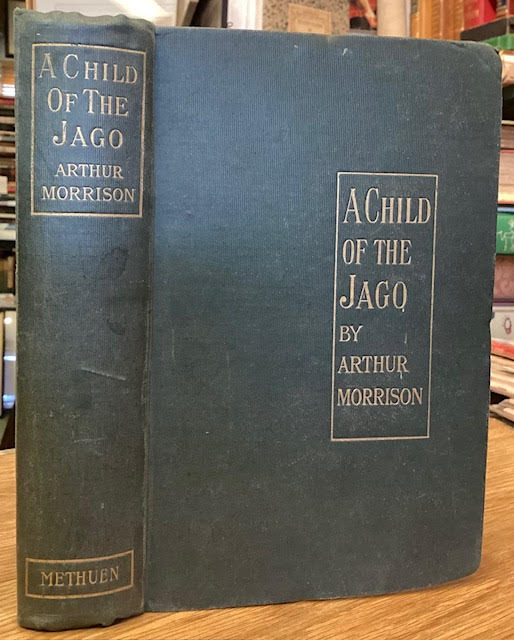 A CHILD
OF THE
JAGO
ARTHUR
MORRISON
METHUEN
A CHILD
OF THE
JAGO
BY
ARTHUR
MORRISON